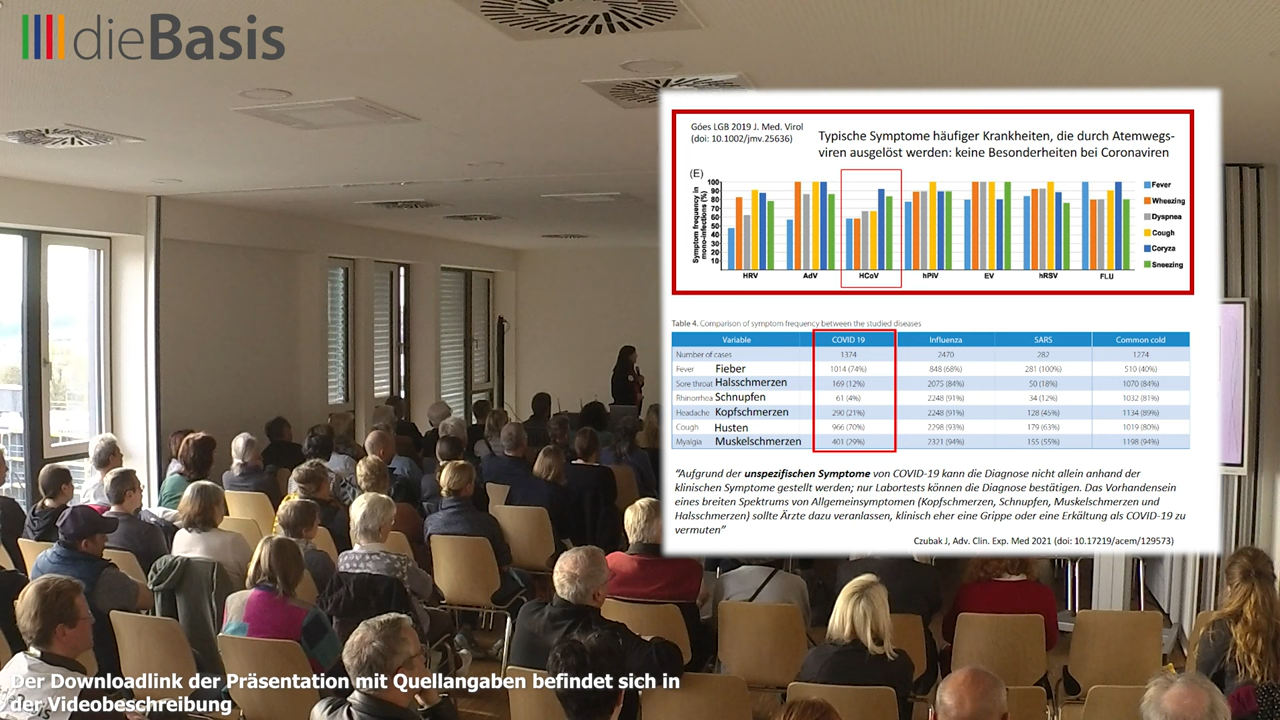 dieBasis
Góes LGB 2019 J. Med. Virol
(doi: 10.1002/jmv.25636)
Typische Symptome häufiger Krankheiten, die durch Atemwegs-
viren ausgelöst werden: keine Besonderheiten bei Coronaviren
(E)
Symptom frequency in
mono-infections (%)
100
90
80
70
60
50
40
30
20
10
HRV AdV HCoV hPIV EV hRSV FLU
Fever
Wheezing
Dyspnea
Cough
Coryza
Sneezing
Table 4. Comparison of symptom frequency between the studied diseases
Variable COVID 19 Influenza SARS Common cold
Number of cases 1374 2470 282 1274
Fever Fieber 1014 (74%) 848 (68%) 281 (100%) 510 (40%)
Sore throat Halsschmerzen 169 (12%) 2075 (84%) 50 (18%) 1070 (84%)
Rhinorrhea Schnupfen 61 (4%) 2248 (91%) 34 (12%) 1032 (81%)
Headache Kopfschmerzen 290 (21%) 2248 (91%) 128 (45%) 1134 (89%)
Cough Husten 966 (70%) 2298 (93%) 179 (63%) 1019 (80%)
Myalgia Muskelschmerzen 401 (29%) 2321 (94%) 155 (55%) 1198 (94%)
“Aufgrund der unspezifischen Symptome von COVID-19 kann die Diagnose nicht allein anhand der
klinischen Symptome gestellt werden; nur Labortests können die Diagnose bestätigen. Das Vorhandensein
eines breiten Spektrums von Allgemeinsymptomen (Kopfschmerzen, Schnupfen, Muskelschmerzen und
Halsschmerzen) sollte Ärzte dazu veranlassen, klinisch eher eine Grippe oder eine Erkältung als COVID-19 zu
vermuten”
Czubak J, Adv. Clin. Exp. Med 2021 (doi: 10.17219/acem/129573)
Der Downloadlink der Präsentation mit Quellangaben befindet sich in
der Videobeschreibung